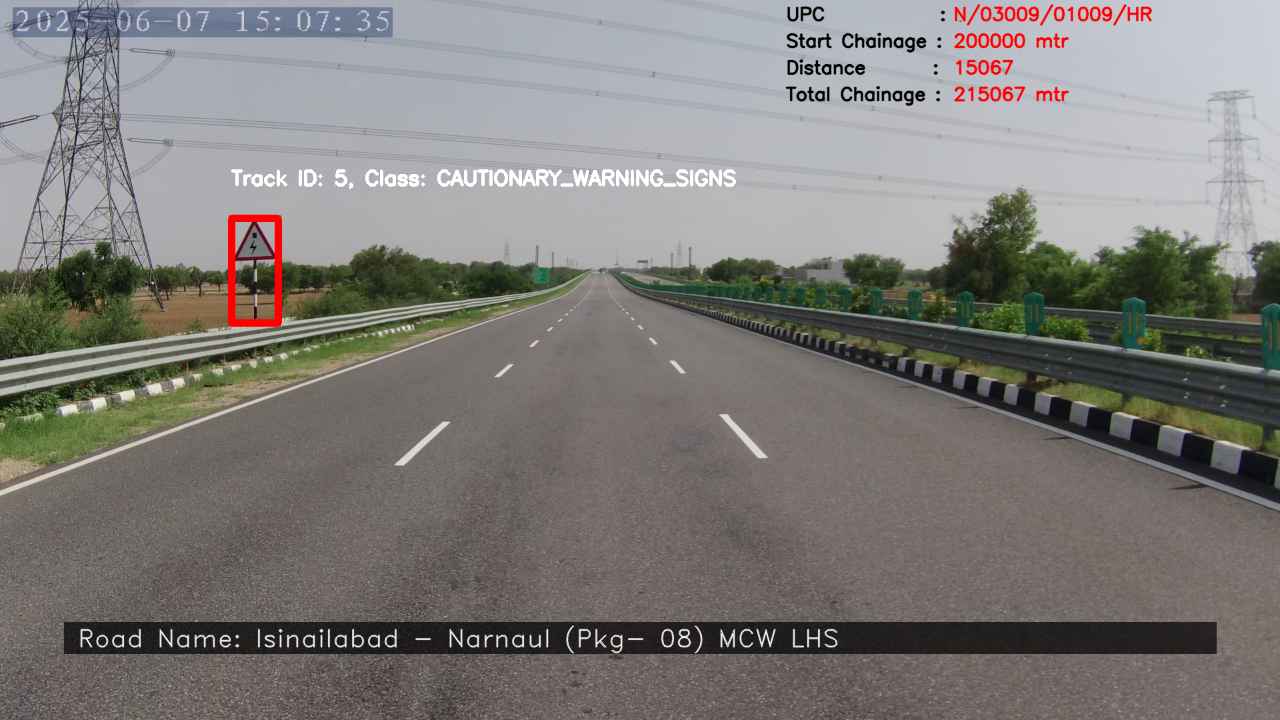 2025-06-07 15:07:35
UPC : N/03009/01009/HR
Start Chainage : 200000 mtr
Distance : 15067
Total Chainage : 215067 mtr
Track ID: 5, Class: CAUTIONARY_WARNING_SIGNS
Road Name: Isinailabad - Narnaul (Pkg- 08) MCW LHS